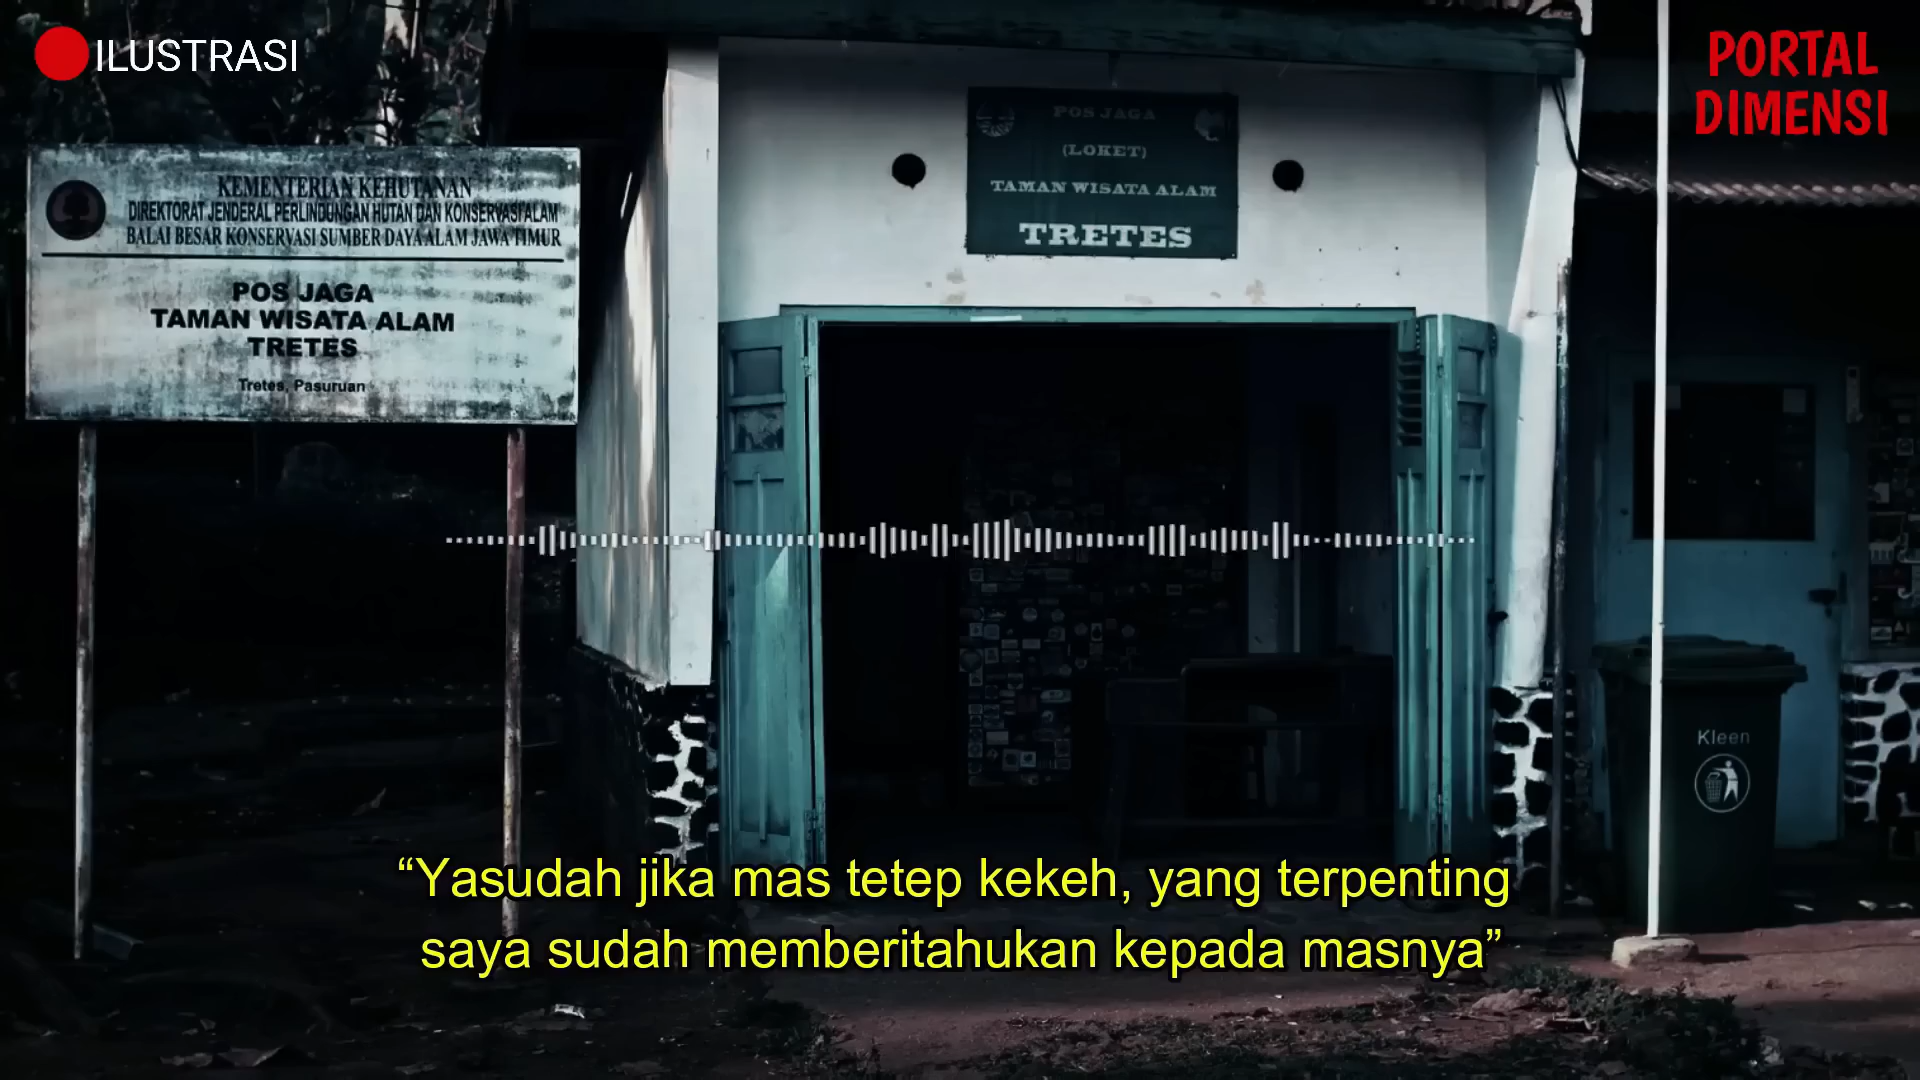 ILUSTRASI
PORTAL
DIMENSI
KEMENTERIAN KEHUTANAN
DIREKTORAT JENDERAL PERLINDUNGAN HUTAN DAN KONSERVASI ALAM
BALAI BESAR KONSERVASI SUMBER DAYA ALAM JAWA TIMUR
POS JAGA
TAMAN WISATA ALAM
TRETES
Tretes, Pasuruan
POS JAGA
(LOKET)
TAMAN WISATA ALAM
TRETES
Kleen
“Yasudah jika mas tetep kekeh, yang terpenting
saya sudah memberitahukan kepada masnya”